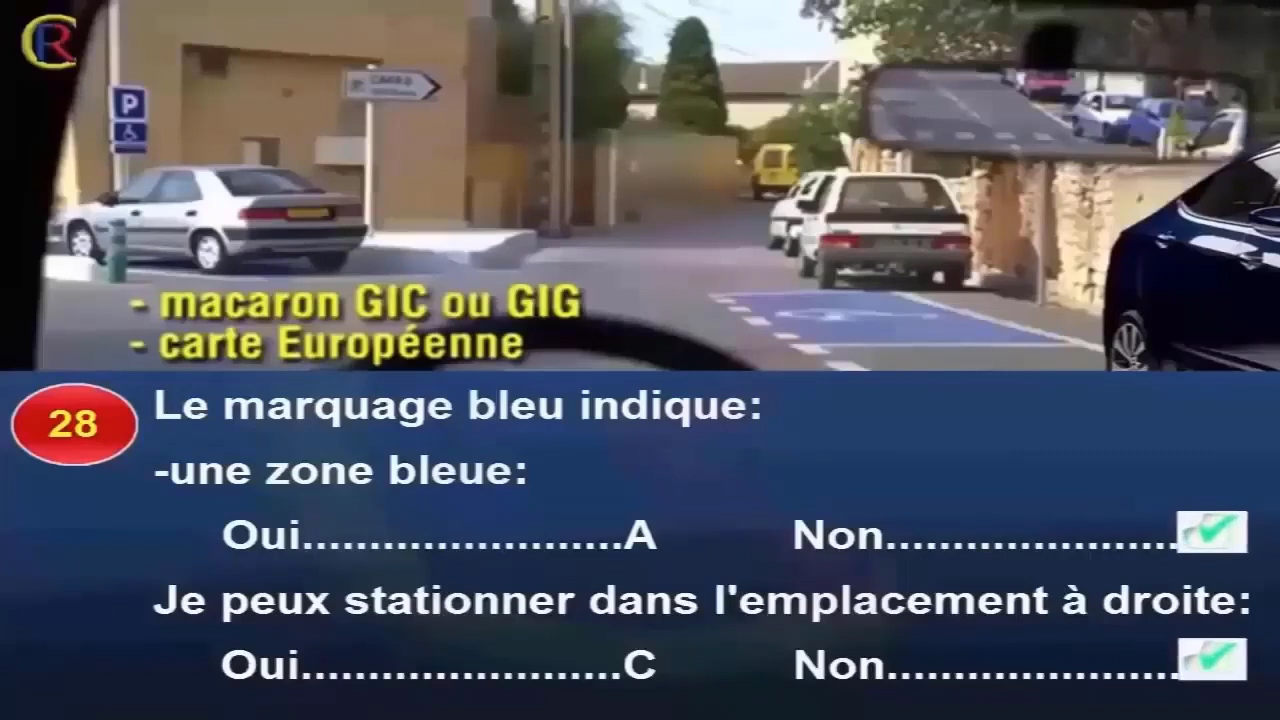 CR
P
- macaron GIC ou GIG
- carte Européenne
28
Le marquage bleu indique:
-une zone bleue:
Oui........................A Non......................
Je peux stationner dans l'emplacement à droite:
Oui........................C Non......................